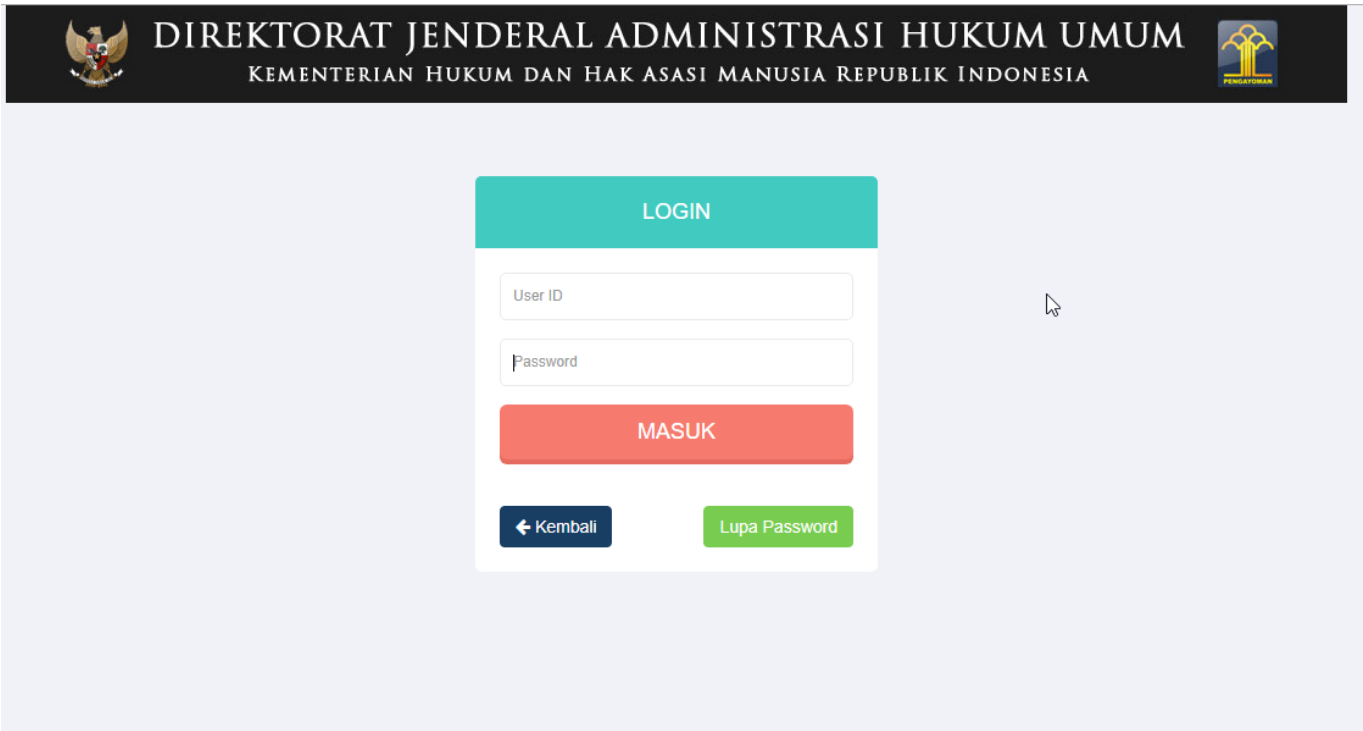 DIREKTORAT JENDERAL ADMINISTRASI HUKUM UMUM
KEMENTERIAN HUKUM DAN HAK ASASI MANUSIA REPUBLIK INDONESIA
PENGAYOMAN
LOGIN
User ID
Password
MASUK
Kembali
Lupa Password